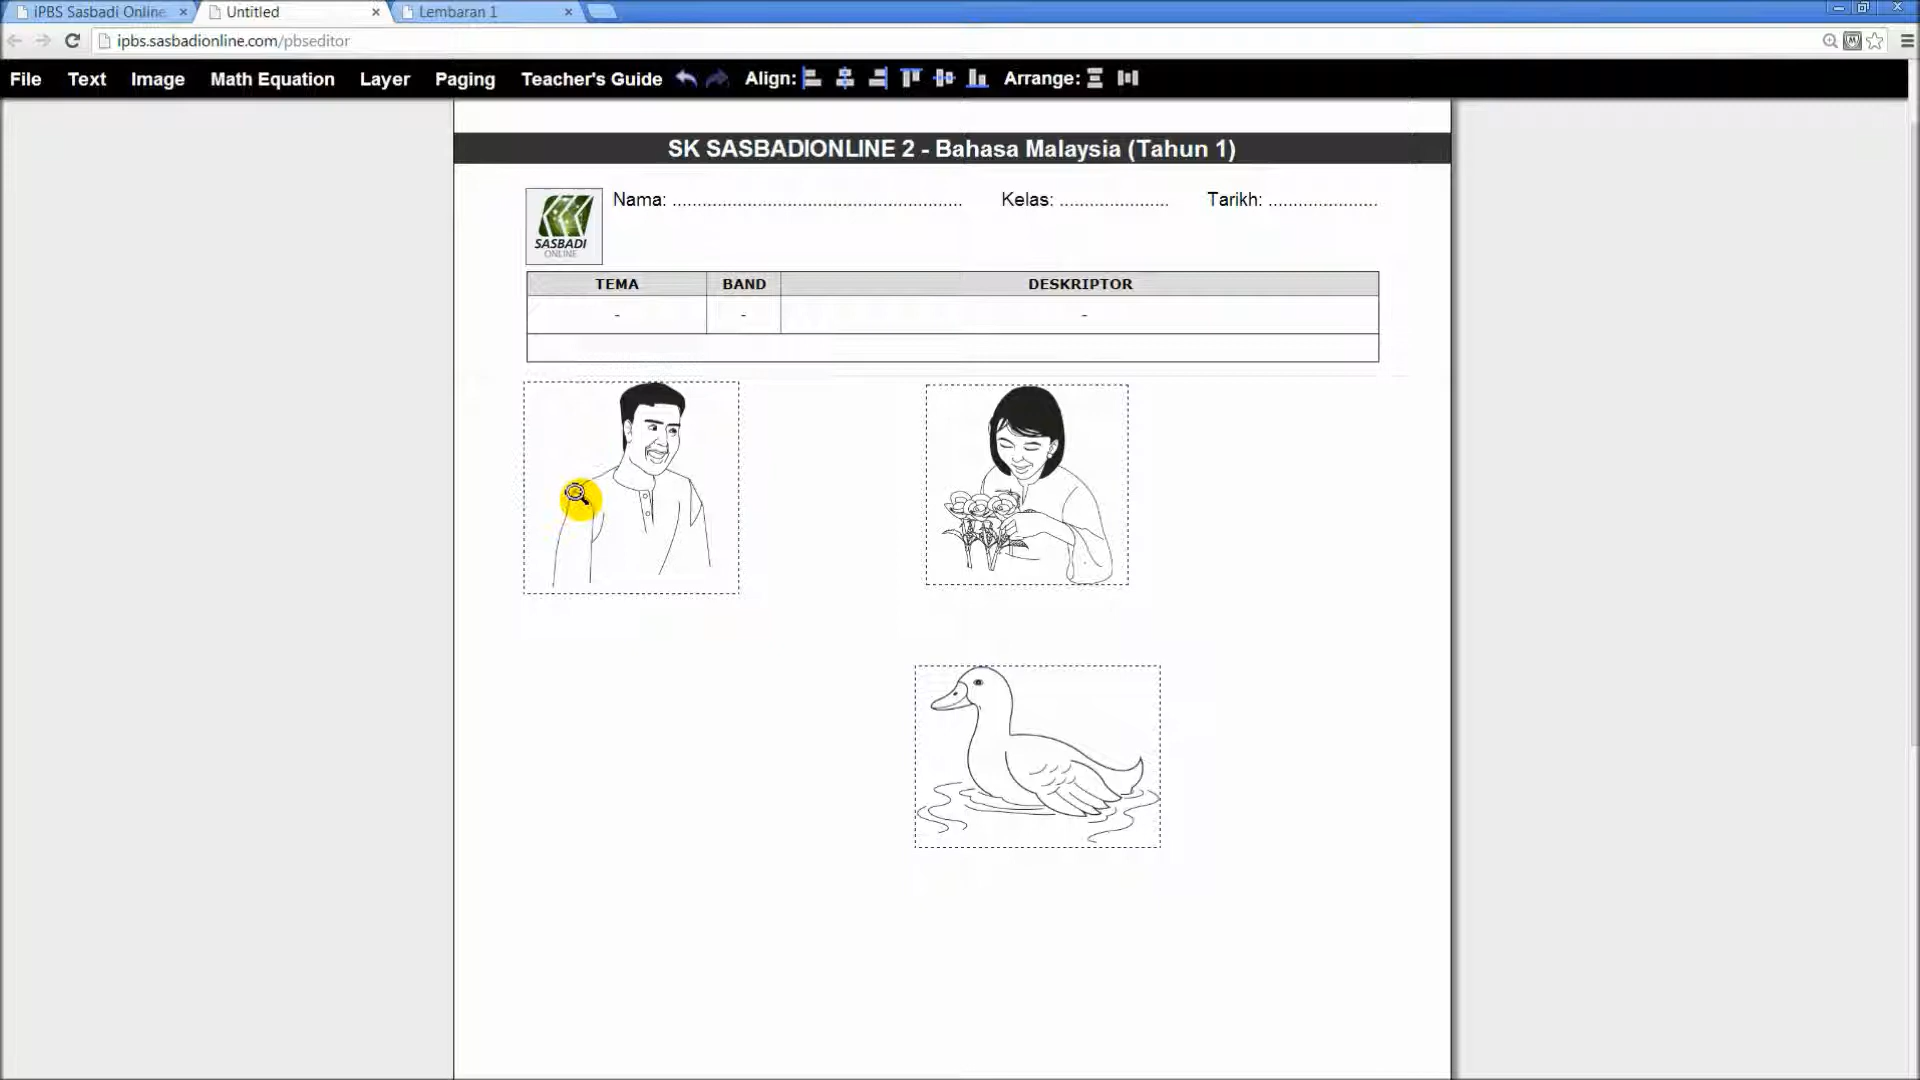 iPBS Sasbadi Online
Untitled
Lembaran 1
ipbs.sasbadionline.com/pbseditor
File Text Image Math Equation Layer Paging Teacher's Guide Align: Arrange:
SK SASBADIONLINE 2 - Bahasa Malaysia (Tahun 1)
Nama: .......................................................... Kelas: ...................... Tarikh: ......................
SASBADI
ONLINE
TEMA BAND DESKRIPTOR
- - -